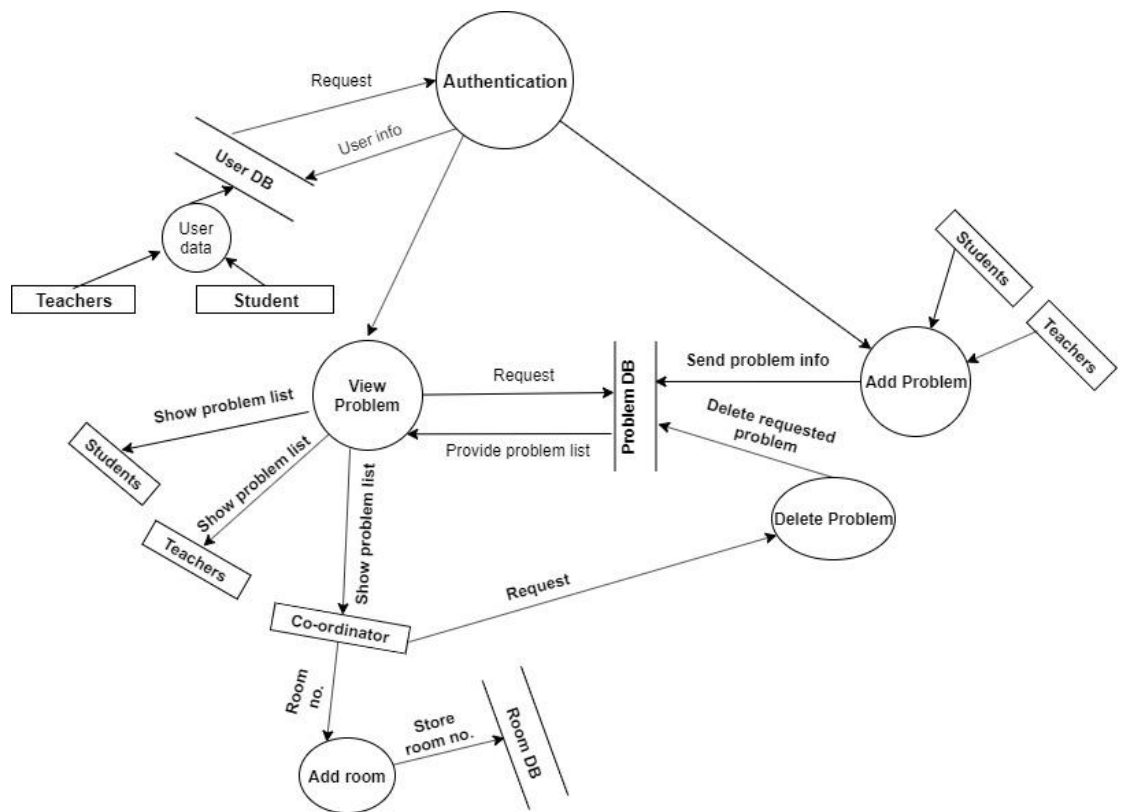 Authentication
Request
User info
User DB
User
data
Teachers
Student
Students
Teachers
View
Problem
Request
Problem DB
Send problem info
Add Problem
Show problem list
Provide problem list
Delete requested
problem
Students
Show problem list
Show problem list
Teachers
Delete Problem
Request
Co-ordinator
Room
no.
Store
room no.
Room DB
Add room